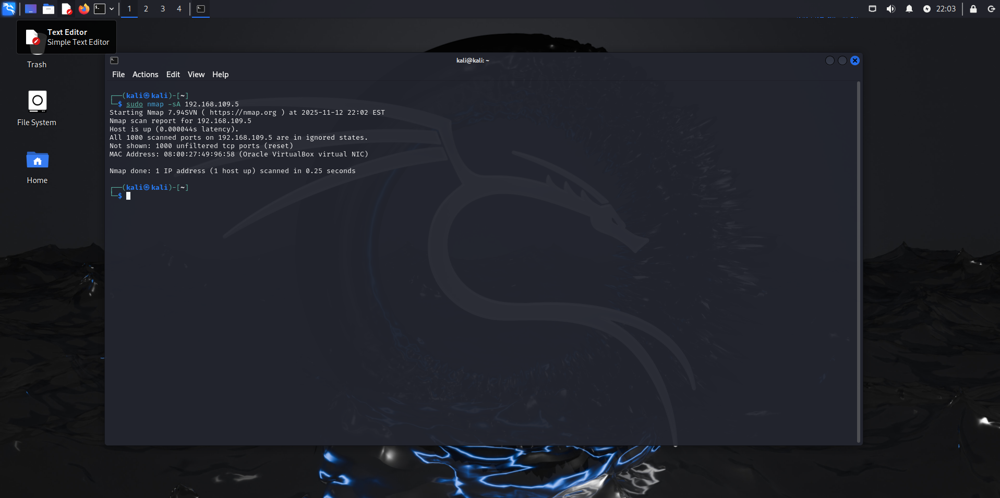 1 2 3 4 22:03
Text Editor
Simple Text Editor
Trash
File System
Home
kali@kali: ~
File Actions Edit View Help
┌──(kali㉿kali)-[~]
└─$ sudo nmap -sA 192.168.109.5
Starting Nmap 7.94SVN ( https://nmap.org ) at 2025-11-12 22:02 EST
Nmap scan report for 192.168.109.5
Host is up (0.000044s latency).
All 1000 scanned ports on 192.168.109.5 are in ignored states.
Not shown: 1000 unfiltered tcp ports (reset)
MAC Address: 08:00:27:49:96:58 (Oracle VirtualBox virtual NIC)
Nmap done: 1 IP address (1 host up) scanned in 0.25 seconds
┌──(kali㉿kali)-[~]
└─$